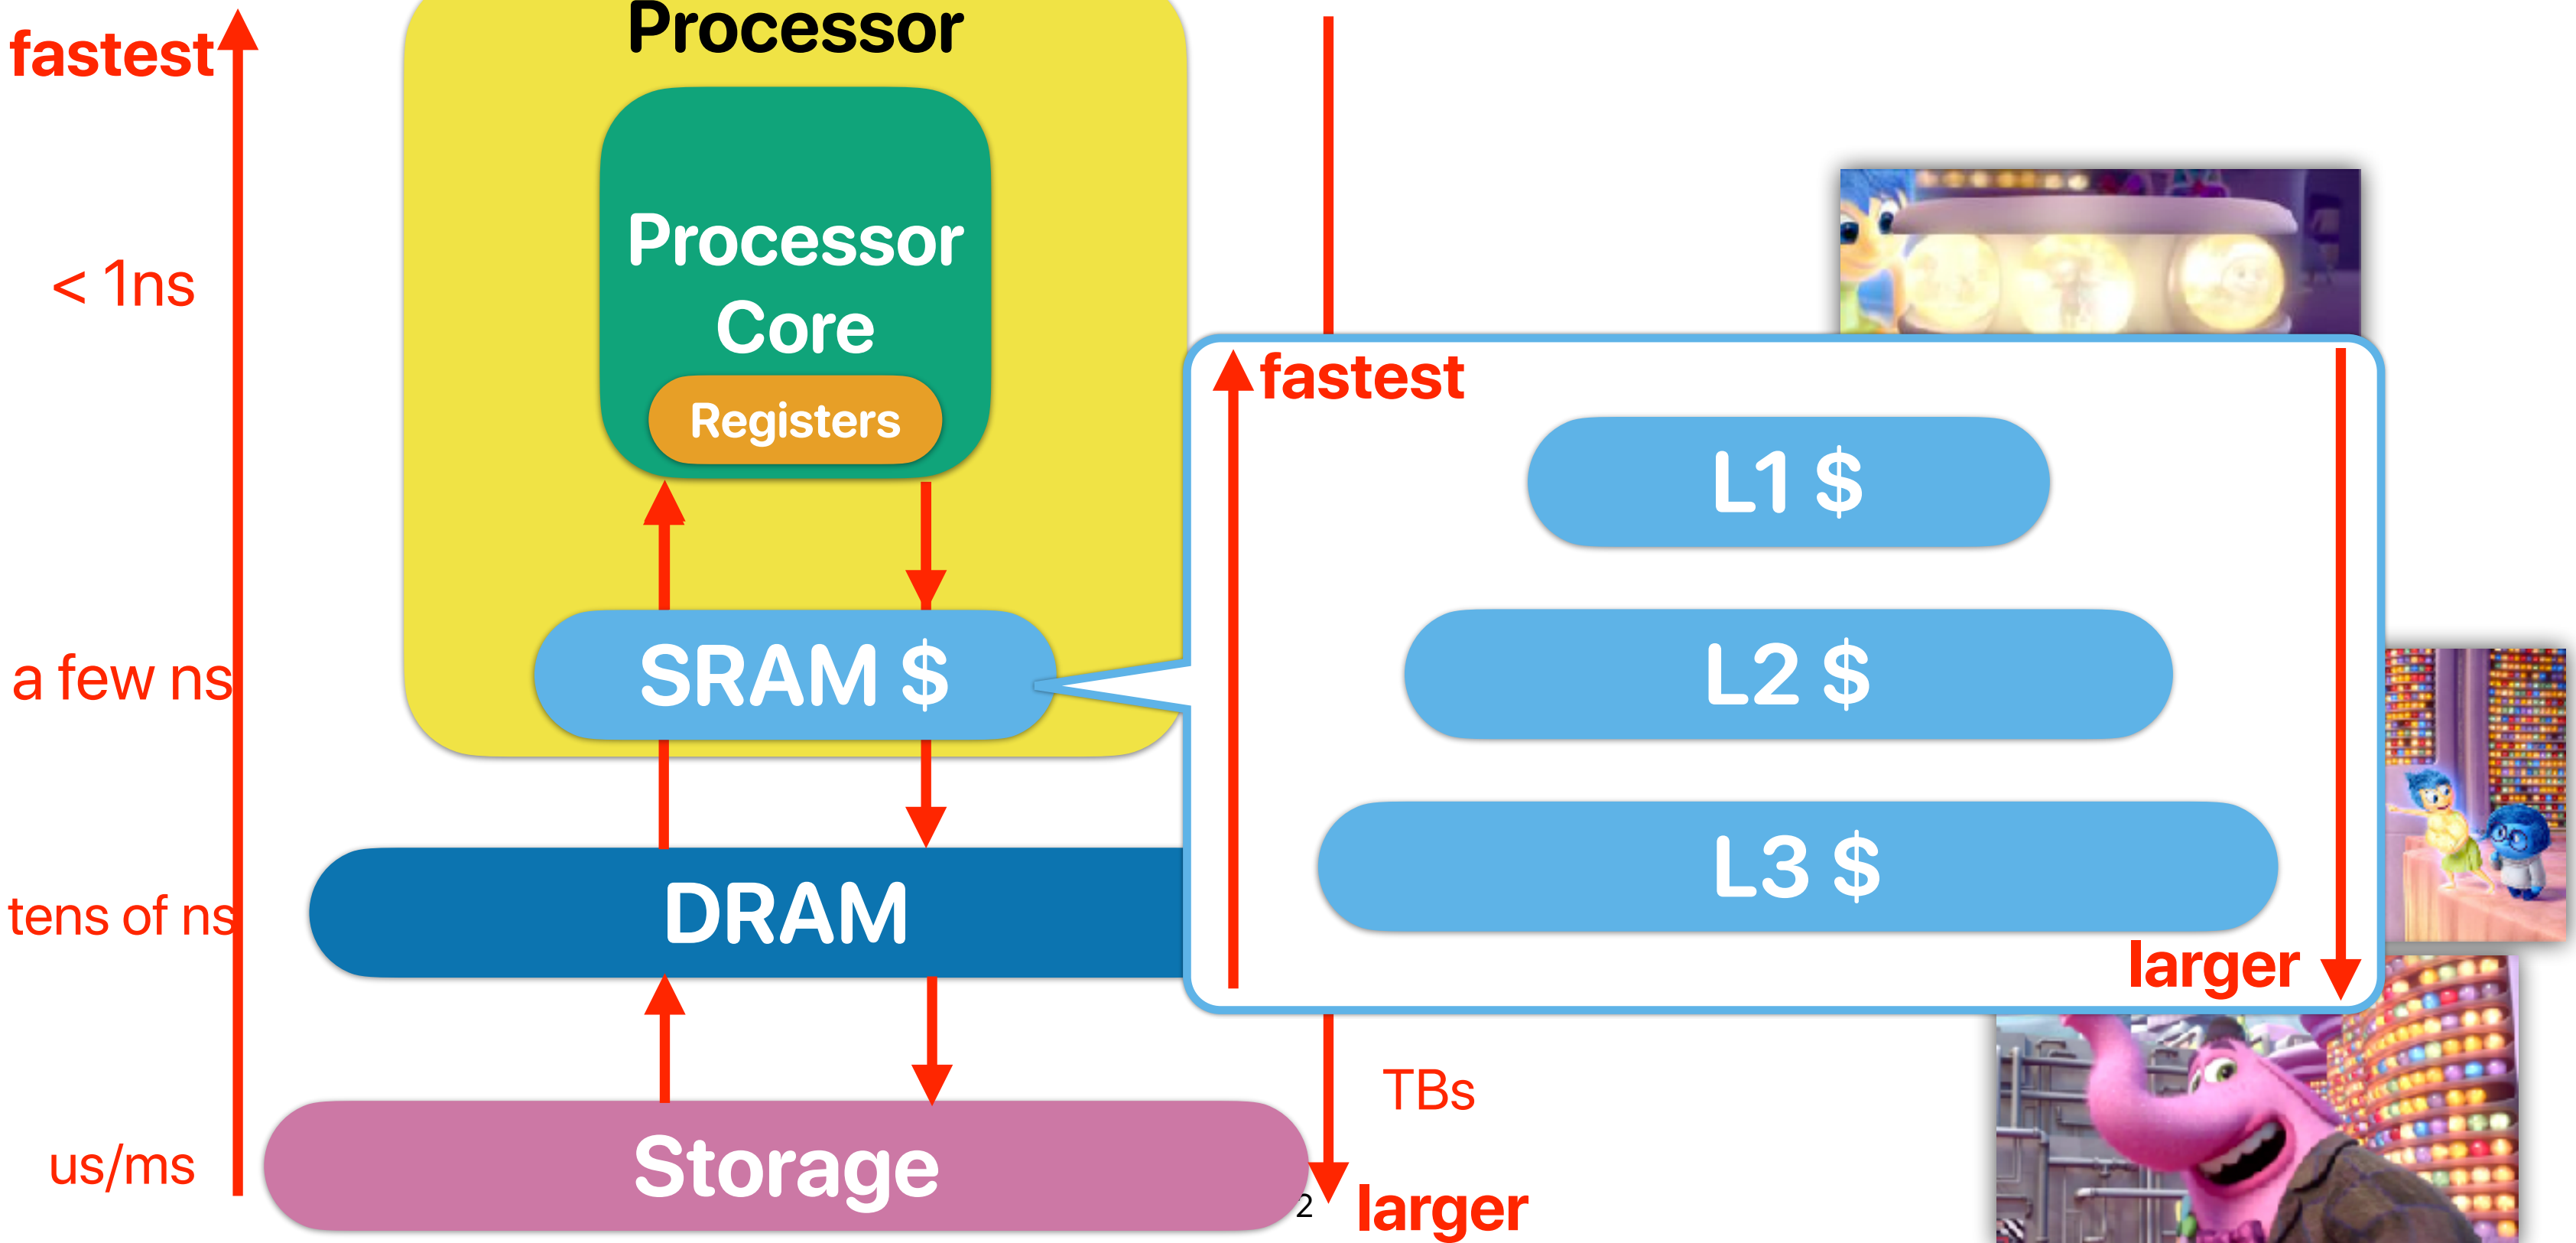 Processor
fastest
Processor
Core
< 1ns
Registers
fastest
L1 $
a few ns
SRAM $
L2 $
L3 $
tens of ns
DRAM
larger
TBs
us/ms
Storage
2
larger